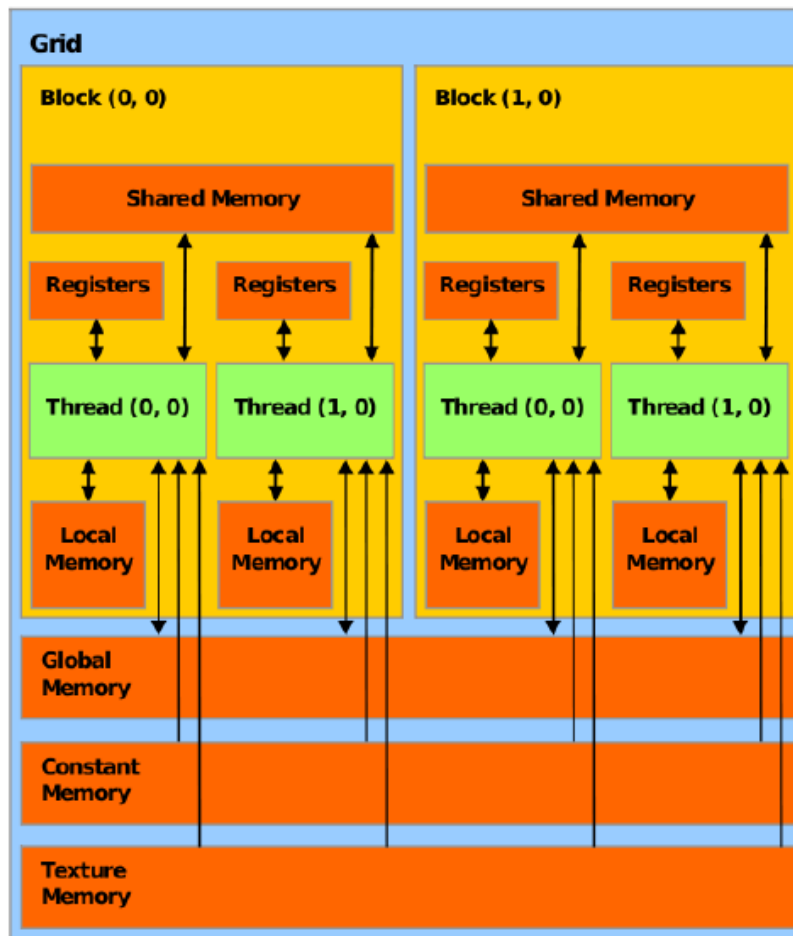 Grid
Block (0, 0)
Block (1, 0)
Shared Memory
Shared Memory
Registers
Registers
Registers
Registers
Thread (0, 0)
Thread (1, 0)
Thread (0, 0)
Thread (1, 0)
Local
Memory
Local
Memory
Local
Memory
Local
Memory
Global
Memory
Constant
Memory
Texture
Memory